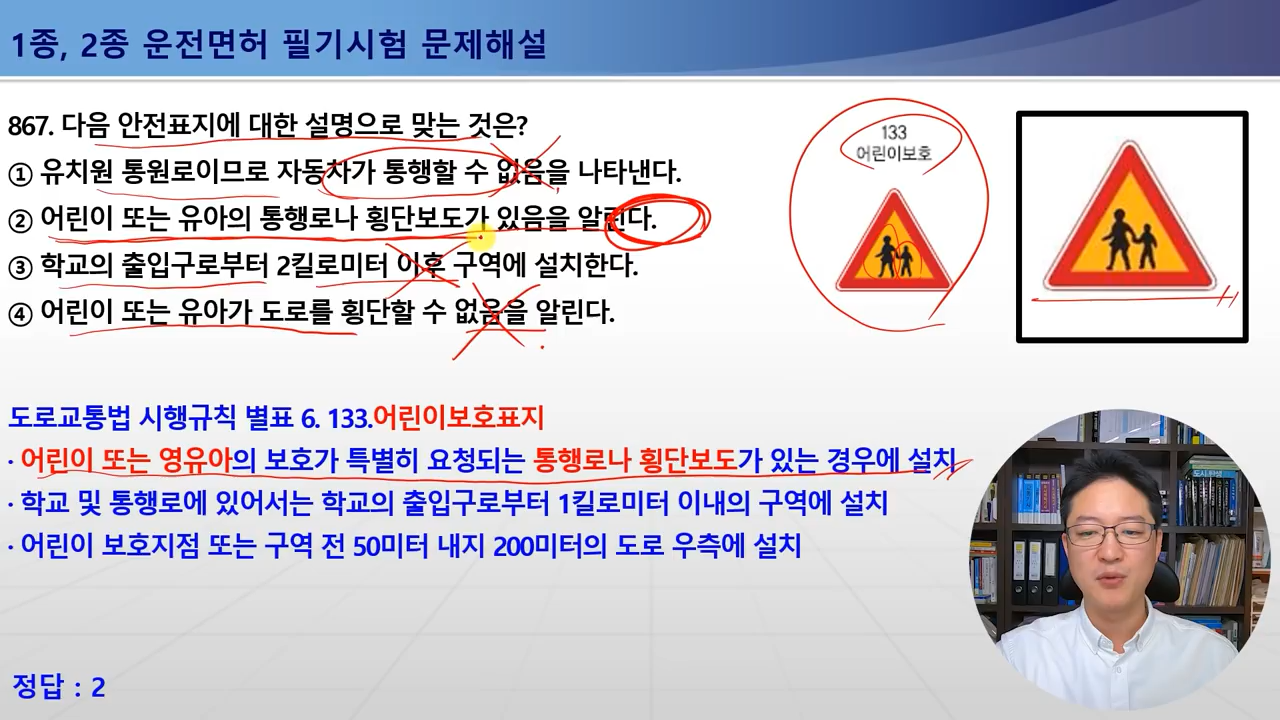 1종, 2종 운전면허 필기시험 문제해설
867. 다음 안전표지에 대한 설명으로 맞는 것은?
① 유치원 통원로이므로 자동차가 통행할 수 없음을 나타낸다.
② 어린이 또는 유아의 통행로나 횡단보도가 있음을 알린다.
③ 학교의 출입구로부터 2킬로미터 이후 구역에 설치한다.
④ 어린이 또는 유아가 도로를 횡단할 수 없음을 알린다.
133
어린이보호
도로교통법 시행규칙 별표 6. 133.어린이보호표지
· 어린이 또는 영유아의 보호가 특별히 요청되는 통행로나 횡단보도가 있는 경우에 설치
· 학교 및 통행로에 있어서는 학교의 출입구로부터 1킬로미터 이내의 구역에 설치
· 어린이 보호지점 또는 구역 전 50미터 내지 200미터의 도로 우측에 설치
정답 : 2